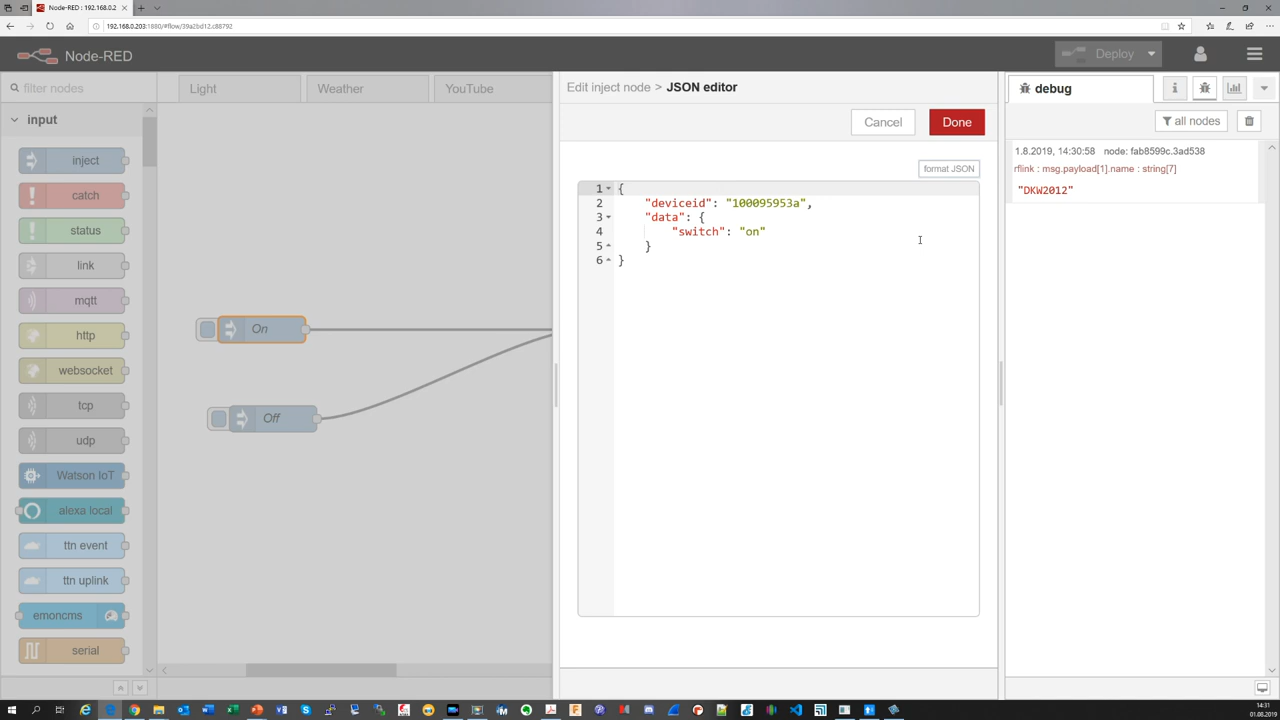 Node-RED : 192.168.0.2
192.168.0.203:1880/#flow/39a2bd12.c88792
Node-RED
Deploy
filter nodes
Light
Weather
YouTube
input
inject
catch
status
link
mqtt
http
websocket
tcp
udp
Watson IoT
alexa local
ttn event
ttn uplink
emoncms
serial
On
Off
Edit inject node > JSON editor
Cancel
Done
format JSON
1 {
2 "deviceid": "100095953a",
3 "data": {
4 "switch": "on"
5 }
6 }
debug
all nodes
1.8.2019, 14:30:58 node: fab8599c.3ad538
rflink : msg.payload[1].name : string[7]
"DKW2012"
14:31
01.08.2019